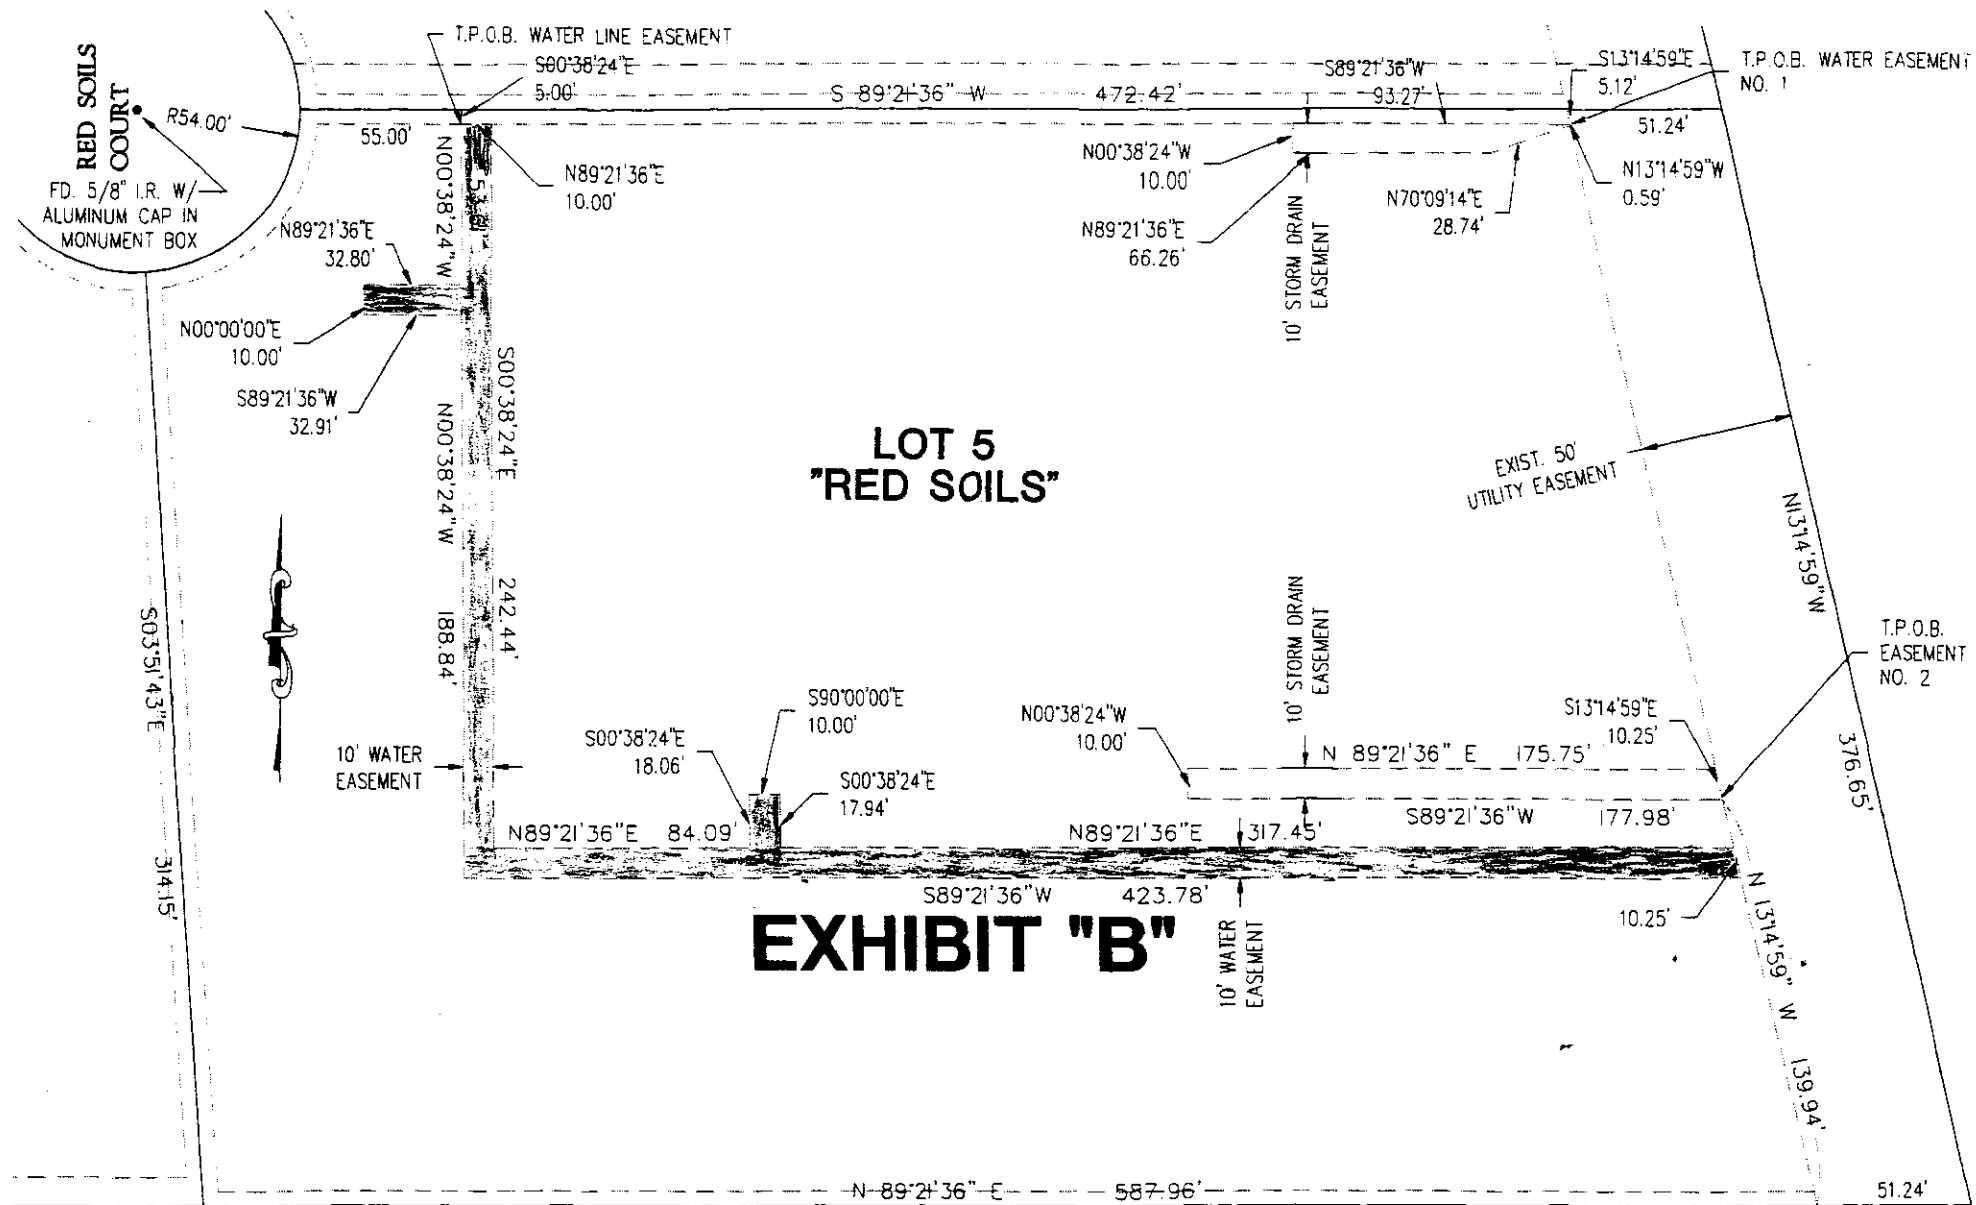 RED SOILS
COURT
R54.00'
FD. 5/8" I.R. W/
ALUMINUM CAP IN
MONUMENT BOX
T.P.O.B. WATER LINE EASEMENT
S00°38'24"E
5.00'
S 89°21'36" W 472.42'
S89°21'36"W
93.27'
S13°14'59"E
5.12'
T.P.O.B. WATER EASEMENT
NO. 1
51.24'
55.00'
N00°38'24"W
N89°21'36"E
10.00'
N00°38'24"W
10.00'
N89°21'36"E
66.26'
10' STORM DRAIN
EASEMENT
N70°09'14"E
28.74'
N13°14'59"W
0.59'
N89°21'36"E
32.80'
N00°00'00"E
10.00'
S89°21'36"W
32.91'
S00°38'24"E 242.44'
N00°38'24"W 188.84'
LOT 5
"RED SOILS"
EXIST. 50'
UTILITY EASEMENT
N13°14'59"W 376.65'
S03°51'43"E 314.15'
10' WATER
EASEMENT
S00°38'24"E
18.06'
S90°00'00"E
10.00'
S00°38'24"E
17.94'
N00°38'24"W
10.00'
10' STORM DRAIN
EASEMENT
S13°14'59"E
10.25'
T.P.O.B.
EASEMENT
NO. 2
N 89°21'36" E 175.75'
S89°21'36"W 177.98'
N89°21'36"E 84.09'
N89°21'36"E 317.45'
S89°21'36"W 423.78'
10.25'
EXHIBIT "B"
10' WATER
EASEMENT
N 13°14'59" W 139.94'
N 89°21'36" E 587.96'
51.24'